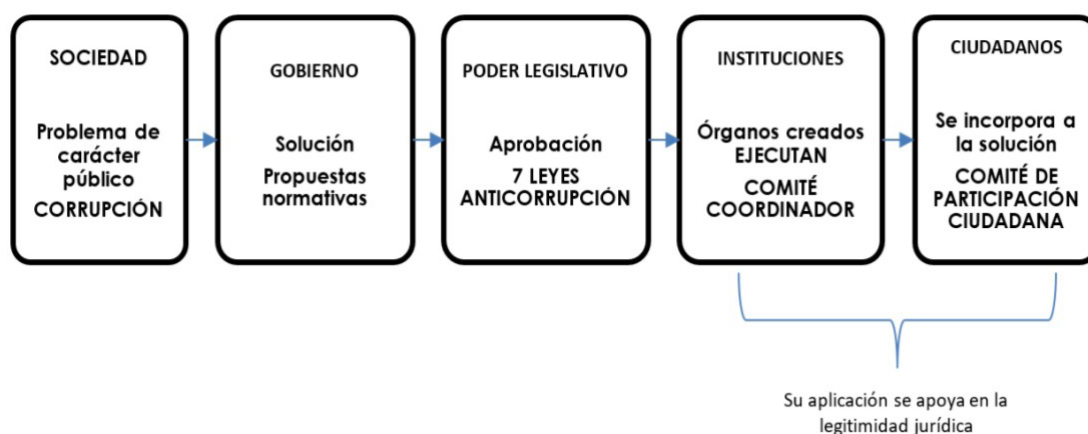 SOCIEDAD
Problema de
carácter
público
CORRUPCIÓN
GOBIERNO
Solución
Propuestas
normativas
PODER LEGISLATIVO
Aprobación
7 LEYES
ANTICORRUPCIÓN
INSTITUCIONES
Órganos creados
EJECUTAN
COMITÉ
COORDINADOR
CIUDADANOS
Se incorpora a
la solución
COMITÉ DE
PARTICIPACIÓN
CIUDADANA
Su aplicación se apoya en la
legitimidad jurídica